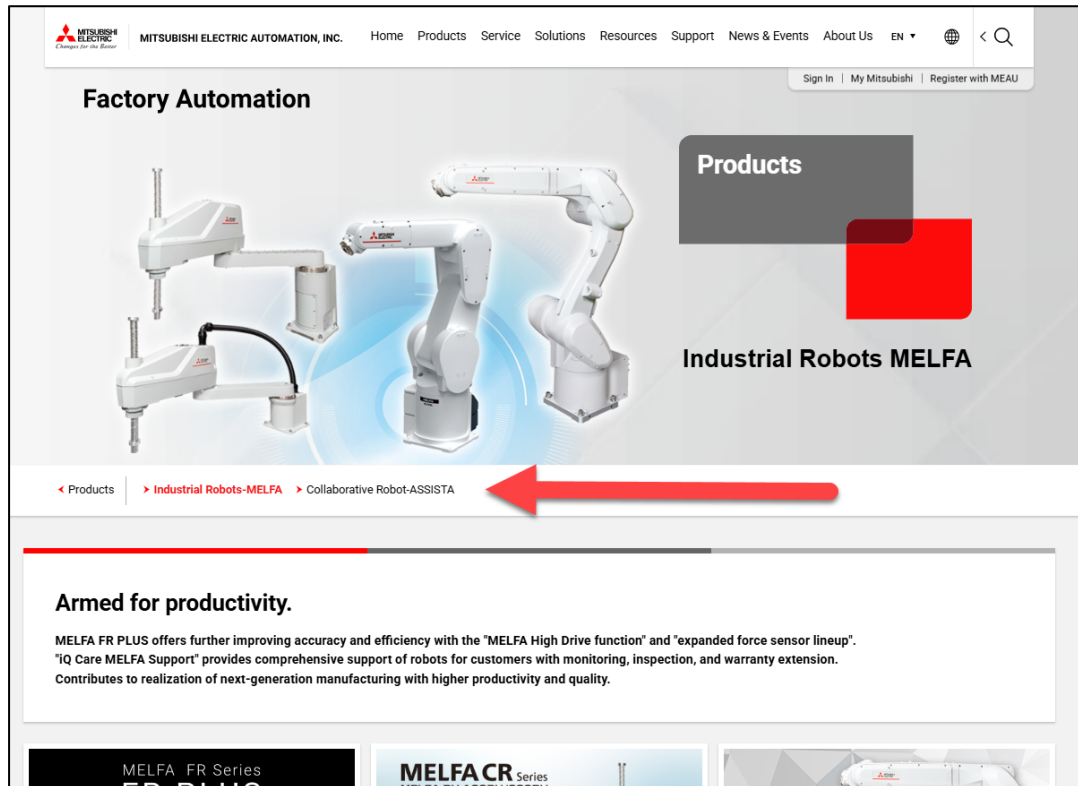 MITSUBISHI
ELECTRIC
Changes for the Better
MITSUBISHI ELECTRIC AUTOMATION, INC.
Home Products Service Solutions Resources Support News & Events About Us EN
Sign In | My Mitsubishi | Register with MEAU
Factory Automation
Products
Industrial Robots MELFA
Products
Industrial Robots-MELFA Collaborative Robot-ASSISTA
Armed for productivity.
MELFA FR PLUS offers further improving accuracy and efficiency with the "MELFA High Drive function" and "expanded force sensor lineup".
"iQ Care MELFA Support" provides comprehensive support of robots for customers with monitoring, inspection, and warranty extension.
Contributes to realization of next-generation manufacturing with higher productivity and quality.
MELFA FR Series
FR PLUS
MELFA CR Series